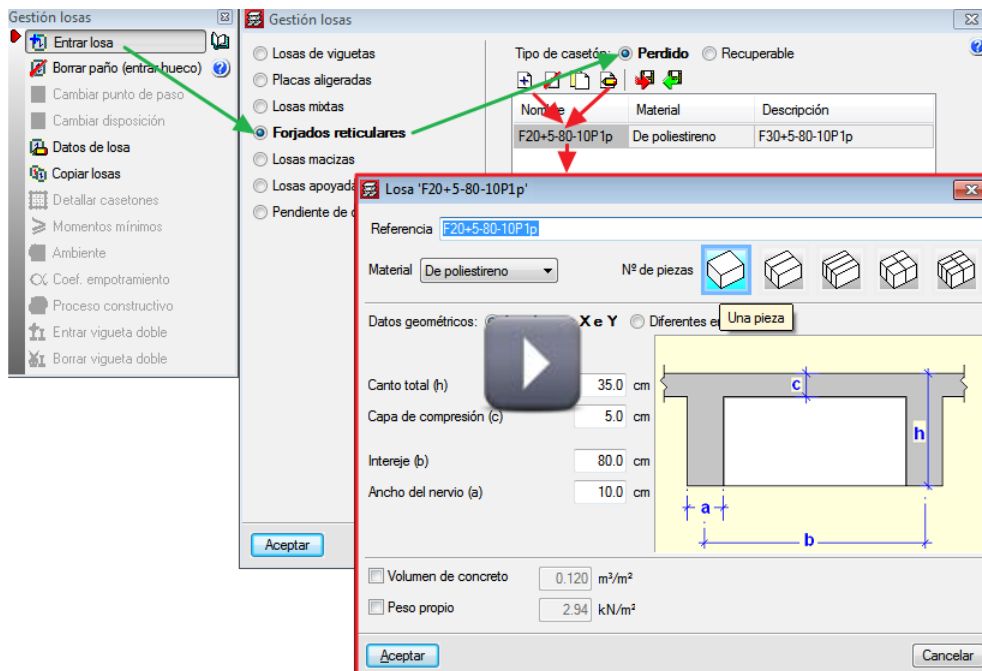 Gestión losas
Entrar losa
Borrar paño (entrar hueco)
Cambiar punto de paso
Cambiar disposición
Datos de losa
Copiar losas
Detallar casetones
Momentos mínimos
Ambiente
Coef. empotramiento
Proceso constructivo
Entrar vigueta doble
Borrar vigueta doble
Gestión losas
Losas de viguetas
Placas aligeradas
Losas mixtas
Forjados reticulares
Losas macizas
Losas
Pendiente de
Aceptar
Tipo de casetón: Perdido Recuperable
Nombre Material Descripción
F20+5-80-10P1p De poliestireno F30+5-80-10P1p
Losa 'F20+5-80-10P1p'
Referencia F20+5-80-10P1p
Material De poliestireno Nº de piezas
Una pieza
Datos geométricos: X e Y Diferentes
Canto total (h) 35.0 cm
Capa de compresión (c) 5.0 cm
Intereje (b) 80.0 cm
Ancho del nervio (a) 10.0 cm
c
h
a
b
Volumen de concreto 0.120 m³/m²
Peso propio 2.94 kN/m²
Aceptar Cancelar